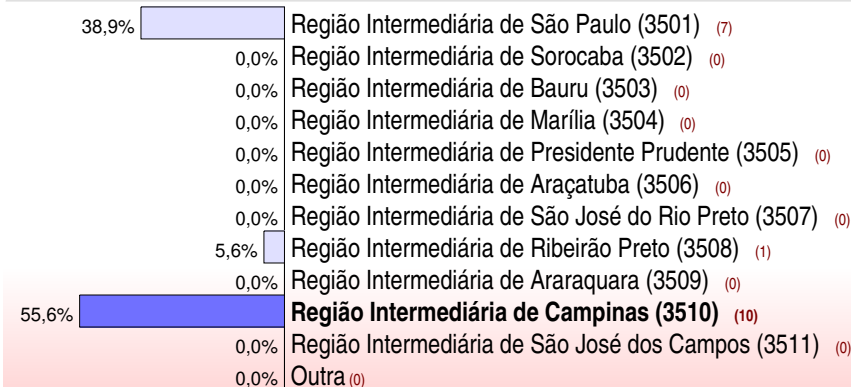 38,9% Região Intermediária de São Paulo (3501) (7)
0,0% Região Intermediária de Sorocaba (3502) (0)
0,0% Região Intermediária de Bauru (3503) (0)
0,0% Região Intermediária de Marília (3504) (0)
0,0% Região Intermediária de Presidente Prudente (3505) (0)
0,0% Região Intermediária de Araçatuba (3506) (0)
0,0% Região Intermediária de São José do Rio Preto (3507) (0)
5,6% Região Intermediária de Ribeirão Preto (3508) (1)
0,0% Região Intermediária de Araraquara (3509) (0)
55,6% Região Intermediária de Campinas (3510) (10)
0,0% Região Intermediária de São José dos Campos (3511) (0)
0,0% Outra (0)